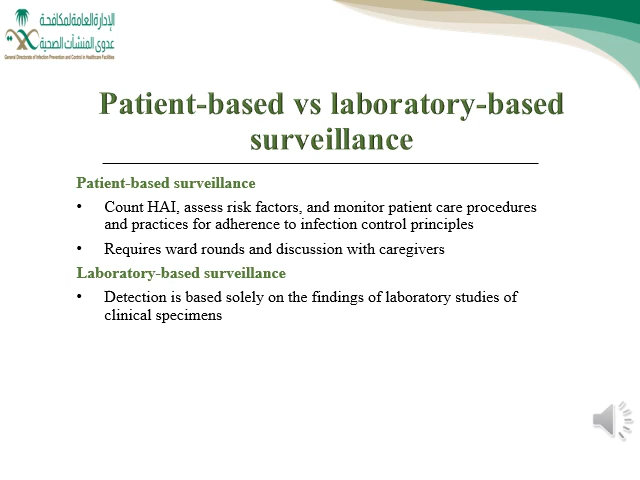 الإدارة العامة لمكافحة
عدوى المنشآت الصحية
General Directorate of Infection Prevention and Control in Healthcare Facilities
Patient-based vs laboratory-based
surveillance
Patient-based surveillance
• Count HAI, assess risk factors, and monitor patient care procedures
and practices for adherence to infection control principles
• Requires ward rounds and discussion with caregivers
Laboratory-based surveillance
• Detection is based solely on the findings of laboratory studies of
clinical specimens